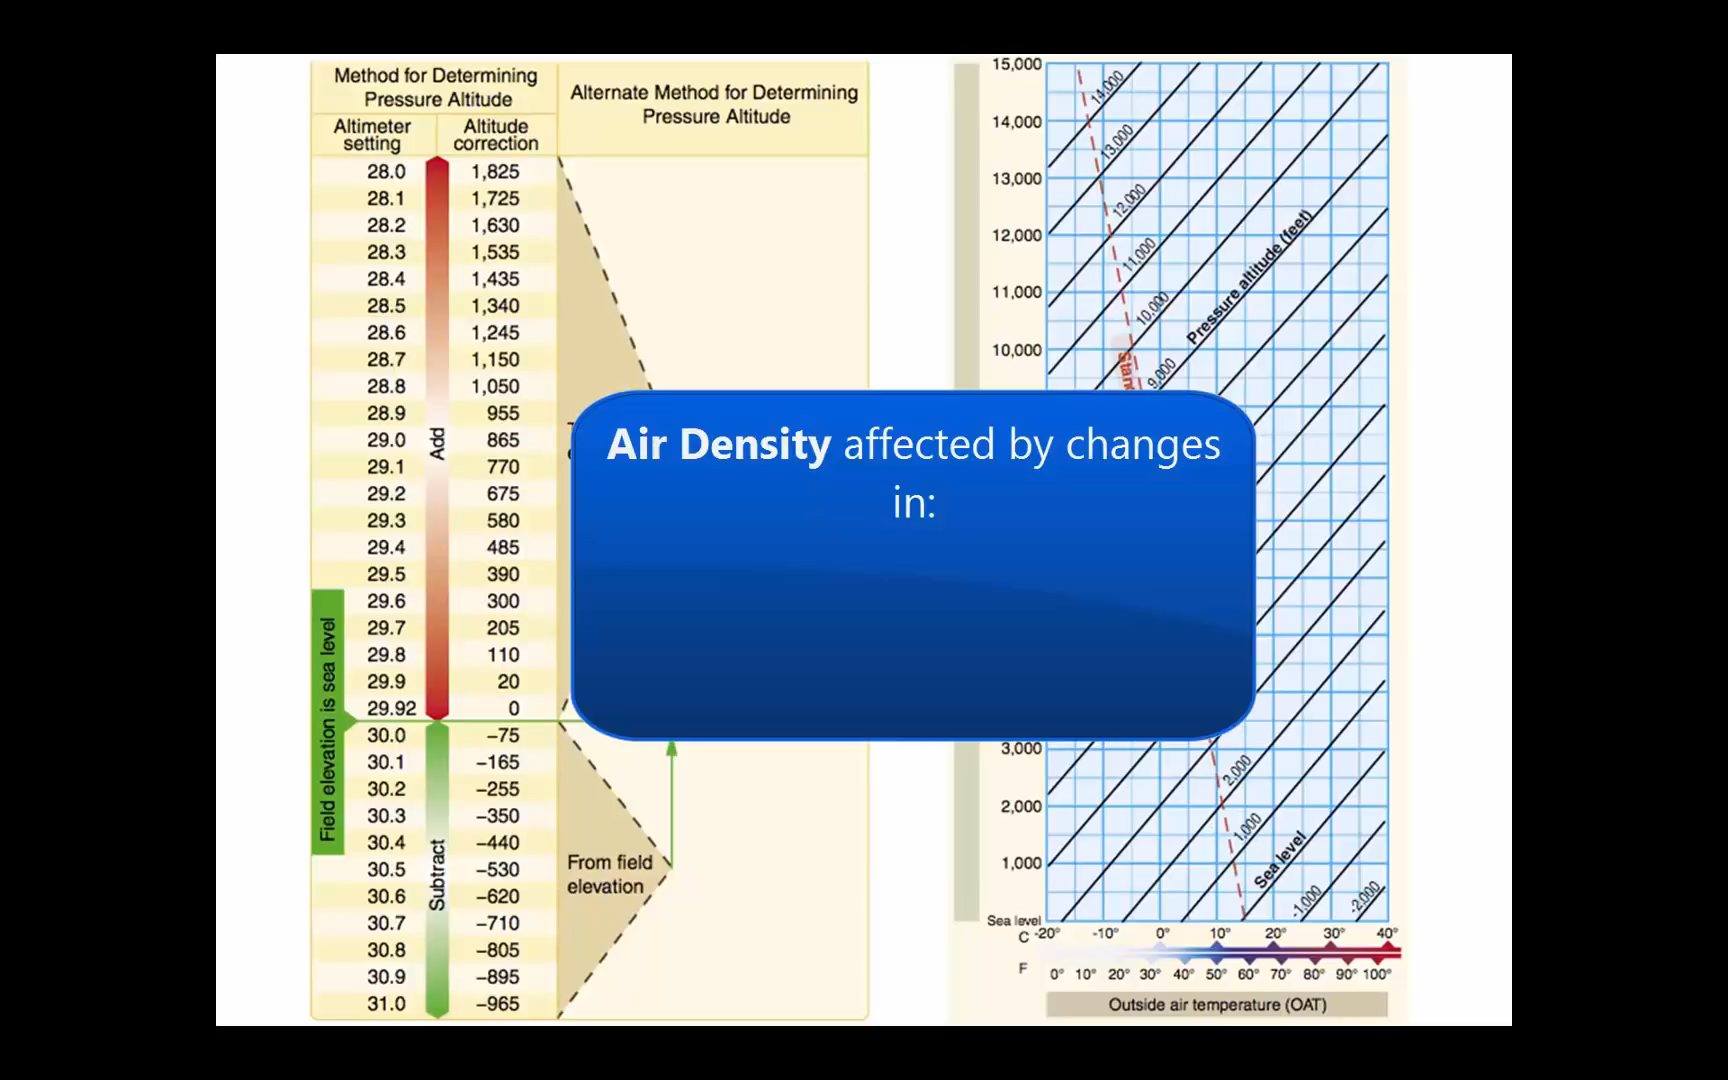 Method for Determining
Pressure Altitude
Alternate Method for Determining
Pressure Altitude
Altimeter
setting
Altitude
correction
28.0 1,825
28.1 1,725
28.2 1,630
28.3 1,535
28.4 1,435
28.5 1,340
28.6 1,245
28.7 1,150
28.8 1,050
28.9 955
29.0 865
29.1 770
29.2 675
29.3 580
29.4 485
29.5 390
29.6 300
29.7 205
29.8 110
29.9 20
29.92 0
30.0 −75
30.1 −165
30.2 −255
30.3 −350
30.4 −440
30.5 −530
30.6 −620
30.7 −710
30.8 −805
30.9 −895
31.0 −965
Add
Subtract
Field elevation is sea level
From field
elevation
Air Density affected by changes
in:
15,000
14,000
13,000
12,000
11,000
10,000
3,000
2,000
1,000
Sea level
14,000
13,000
12,000
11,000
10,000
9,000
Pressure altitude (feet)
2,000
1,000
Sea level
-1,000
-2,000
C -20° -10° 0° 10° 20° 30° 40°
F 0° 10° 20° 30° 40° 50° 60° 70° 80° 90° 100°
Outside air temperature (OAT)